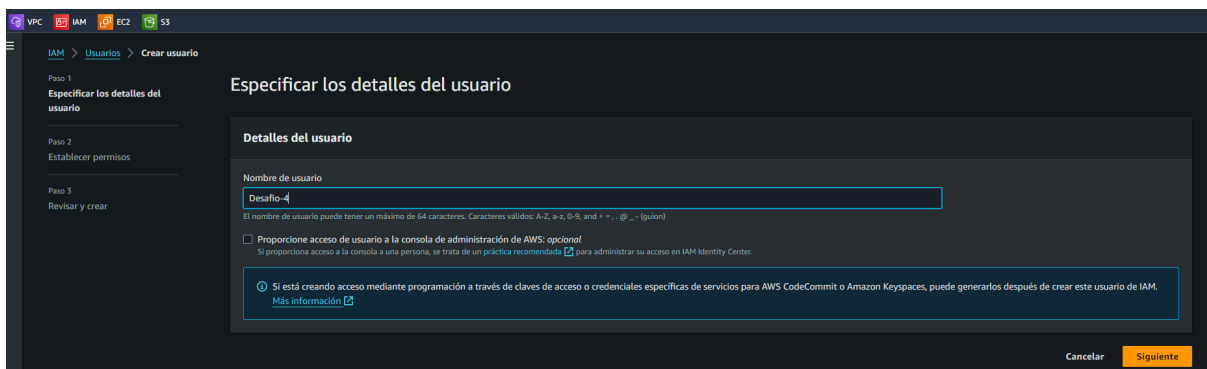 VPC IAM EC2 S3
IAM > Usuarios > Crear usuario
Paso 1
Especificar los detalles del
usuario
Paso 2
Establecer permisos
Paso 3
Revisar y crear
Especificar los detalles del usuario
Detalles del usuario
Nombre de usuario
Desafio-4
El nombre de usuario puede tener un máximo de 64 caracteres. Caracteres válidos: A-Z, a-z, 0-9, and + = , . @ _ - (guion)
Proporcione acceso de usuario a la consola de administración de AWS: opcional
Si proporciona acceso a la consola a una persona, se trata de un práctica recomendada para administrar su acceso en IAM Identity Center.
Si está creando acceso mediante programación a través de claves de acceso o credenciales específicas de servicios para AWS CodeCommit o Amazon Keyspaces, puede generarlos después de crear este usuario de IAM.
Más información
Cancelar Siguiente